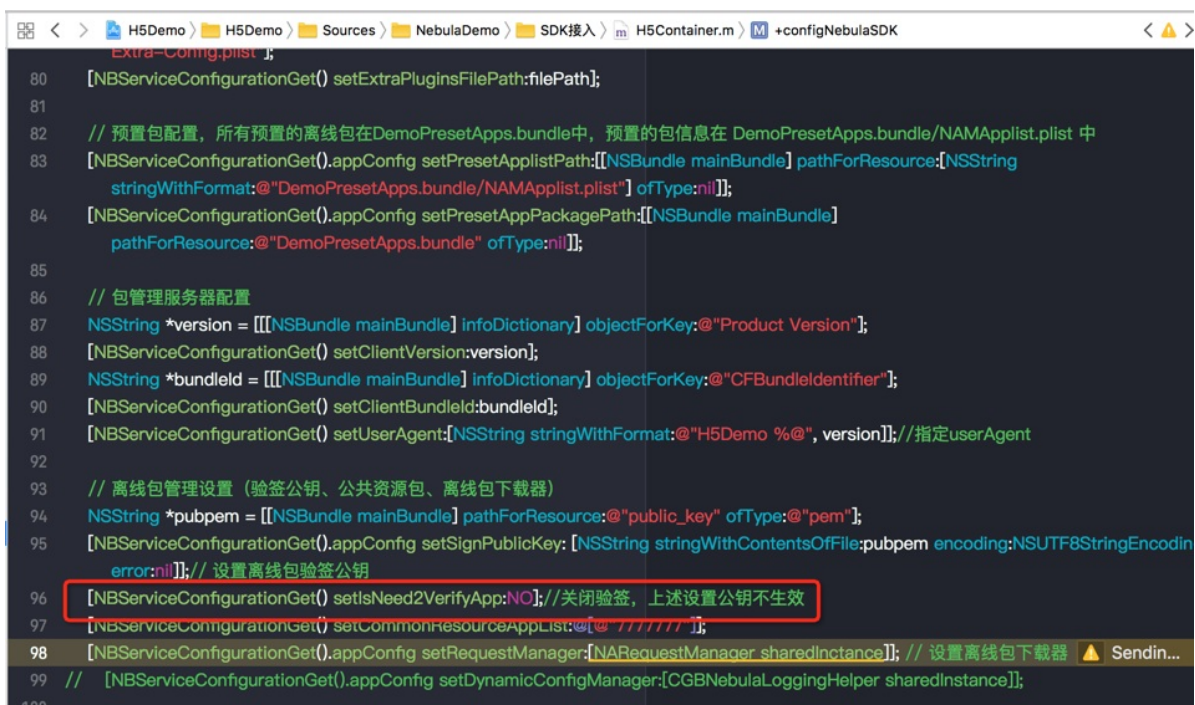 H5Demo 〉 H5Demo 〉 Sources 〉 NebulaDemo 〉 SDK接入 〉 m H5Container.m 〉 M +configNebulaSDK
Extra-Config.plist"];
80 [NBServiceConfigurationGet() setExtraPluginsFilePath:filePath];
81
82 // 预置包配置，所有预置的离线包在DemoPresetApps.bundle中，预置的包信息在 DemoPresetApps.bundle/NAMApplist.plist 中
83 [NBServiceConfigurationGet().appConfig setPresetApplistPath:[[NSBundle mainBundle] pathForResource:[NSString
stringWithFormat:@"DemoPresetApps.bundle/NAMApplist.plist"] ofType:nil]];
84 [NBServiceConfigurationGet().appConfig setPresetAppPackagePath:[[NSBundle mainBundle]
pathForResource:@"DemoPresetApps.bundle" ofType:nil]];
85
86 // 包管理服务器配置
87 NSString *version = [[[NSBundle mainBundle] infoDictionary] objectForKey:@"Product Version"];
88 [NBServiceConfigurationGet() setClientVersion:version];
89 NSString *bundleId = [[[NSBundle mainBundle] infoDictionary] objectForKey:@"CFBundleIdentifier"];
90 [NBServiceConfigurationGet() setClientBundleId:bundleId];
91 [NBServiceConfigurationGet() setUserAgent:[NSString stringWithFormat:@"H5Demo %@", version]];//指定userAgent
92
93 // 离线包管理设置（验签公钥、公共资源包、离线包下载器）
94 NSString *pubpem = [[NSBundle mainBundle] pathForResource:@"public_key" ofType:@"pem"];
95 [NBServiceConfigurationGet().appConfig setSignPublicKey: [NSString stringWithContentsOfFile:pubpem encoding:NSUTF8StringEncodin
error:nil]];// 设置离线包验签公钥
96 [NBServiceConfigurationGet() setIsNeed2VerifyApp:NO];//关闭验签，上述设置公钥不生效
97 [NBServiceConfigurationGet() setCommonResourceAppList:@[@"7777777"]];
98 [NBServiceConfigurationGet().appConfig setRequestManager:[NARequestManager sharedInctance]]; // 设置离线包下载器 Sendin...
99 // [NBServiceConfigurationGet().appConfig setDynamicConfigManager:[CGBNebulaLoggingHelper sharedInstance]];